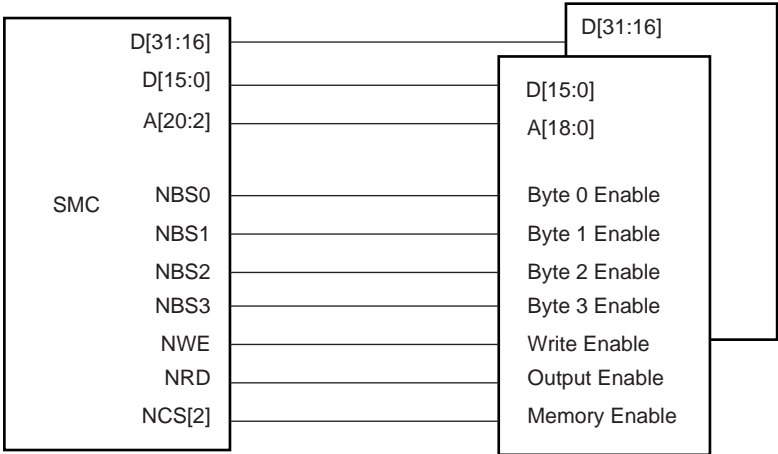 D[31:16] D[31:16]
D[15:0] D[15:0]
A[20:2] A[18:0]
SMC NBS0 Byte 0 Enable
NBS1 Byte 1 Enable
NBS2 Byte 2 Enable
NBS3 Byte 3 Enable
NWE Write Enable
NRD Output Enable
NCS[2] Memory Enable